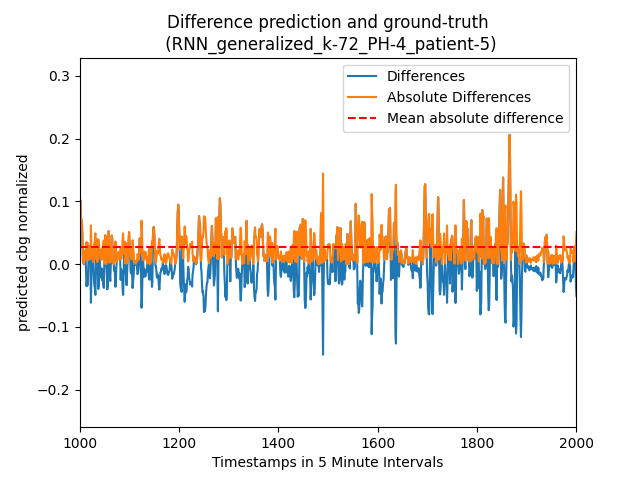 Difference prediction and ground-truth
(RNN_generalized_k-72_PH-4_patient-5)
Differences
Absolute Differences
Mean absolute difference
predicted cbg normalized
0.3
0.2
0.1
0.0
−0.1
−0.2
1000
1200
1400
1600
1800
2000
Timestamps in 5 Minute Intervals